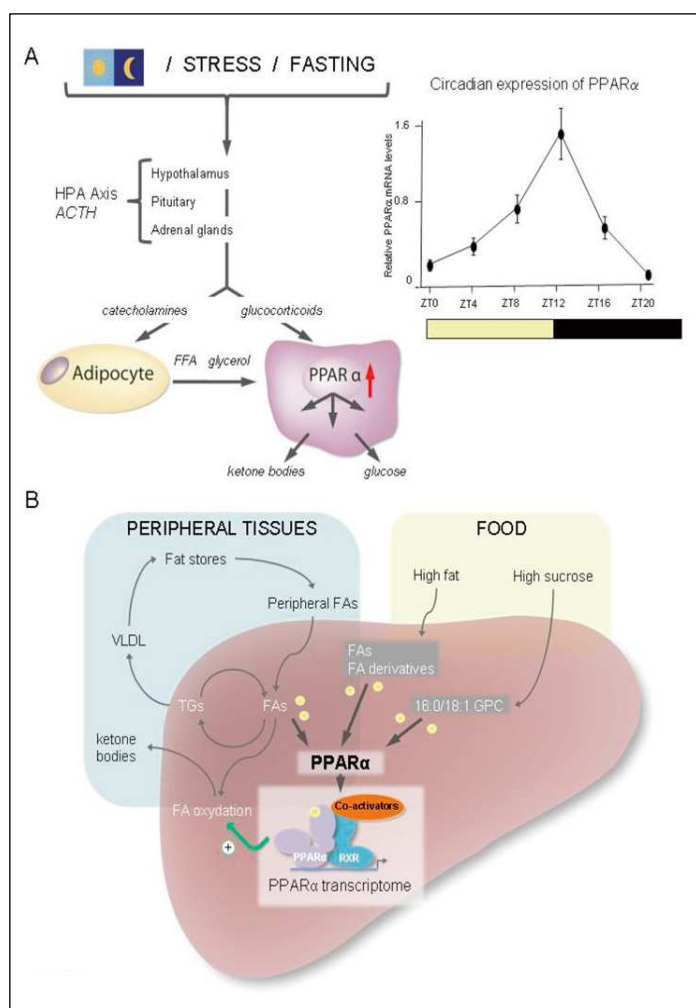 A
/ STRESS / FASTING
HPA Axis
ACTH
Hypothalamus
Pituitary
Adrenal glands
catecholamines
glucocorticoids
Adipocyte
FFA glycerol
PPAR α
ketone bodies
glucose
Circadian expression of PPARα
Relative PPARα mRNA levels
1.6
0.8
0
ZT0 ZT4 ZT8 ZT12 ZT16 ZT20
B
PERIPHERAL TISSUES
FOOD
Fat stores
High fat
High sucrose
Peripheral FAs
VLDL
FAs
FA derivatives
TGs
FAs
16:0/18:1 GPC
ketone
bodies
PPARα
FA oxydation
Co-activators
+
PPARα
RXR
PPARα transcriptome